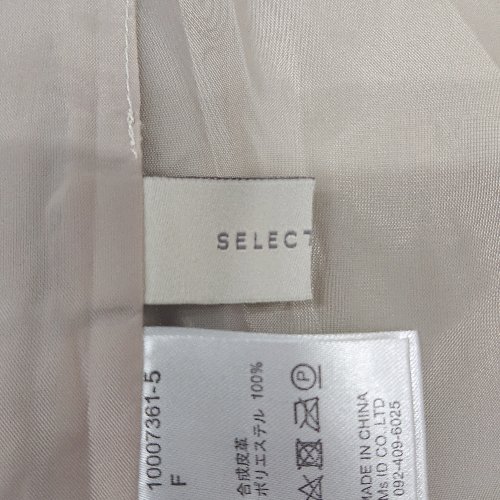 SELECT
10007361-5
F
合成皮革
ポリエステル 100%
MADE IN CHINA
Ms ID CO.,LTD
092-409-6025